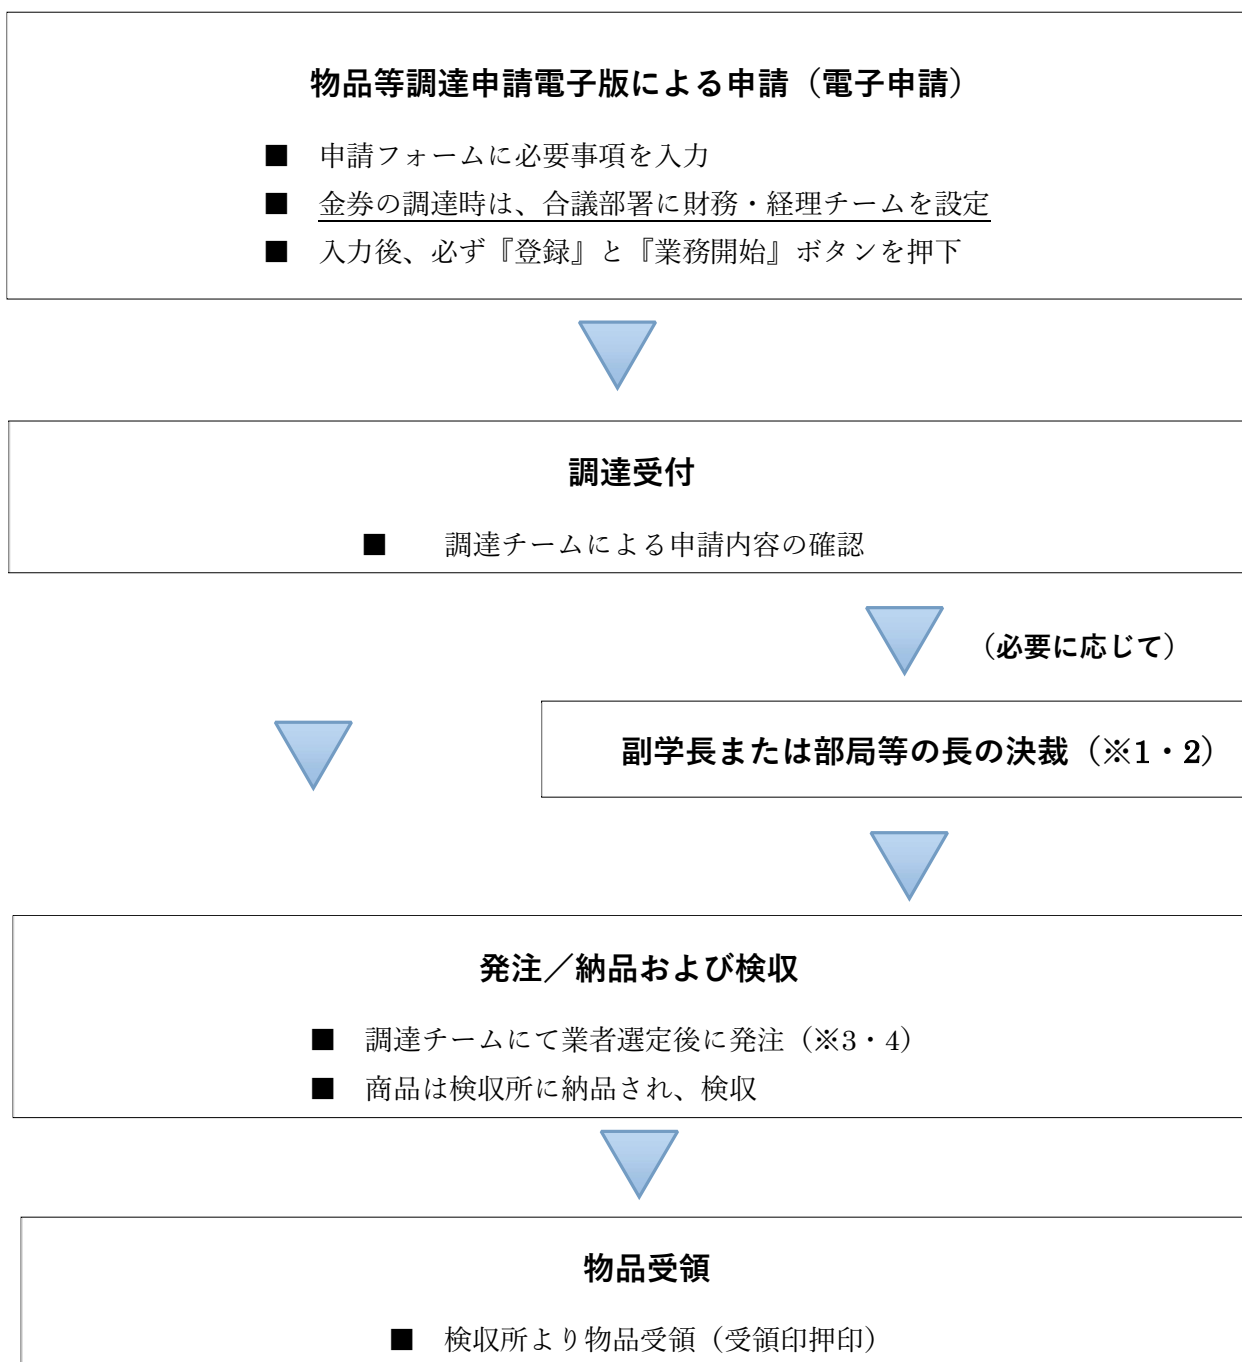 物品等調達申請電子版による申請（電子申請）
■ 申請フォームに必要事項を入力
■ 金券の調達時は、合議部署に財務・経理チームを設定
■ 入力後、必ず『登録』と『業務開始』ボタンを押下
調達受付
■ 調達チームによる申請内容の確認
（必要に応じて）
副学長または部局等の長の決裁（※1・2）
発注／納品および検収
■ 調達チームにて業者選定後に発注（※3・4）
■ 商品は検収所に納品され、検収
物品受領
■ 検収所より物品受領（受領印押印）